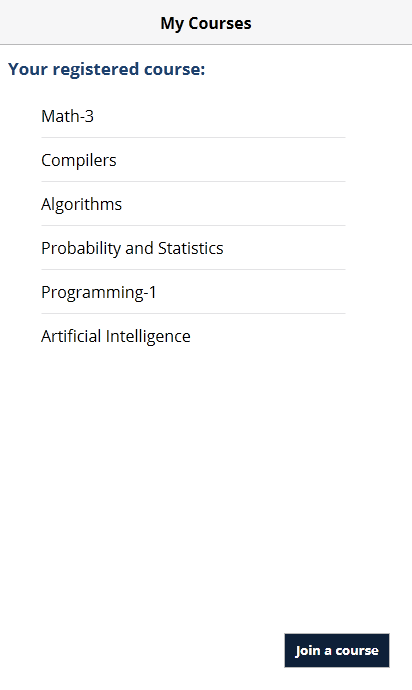 My Courses
Your registered course:
Math-3
Compilers
Algorithms
Probability and Statistics
Programming-1
Artificial Intelligence
Join a course